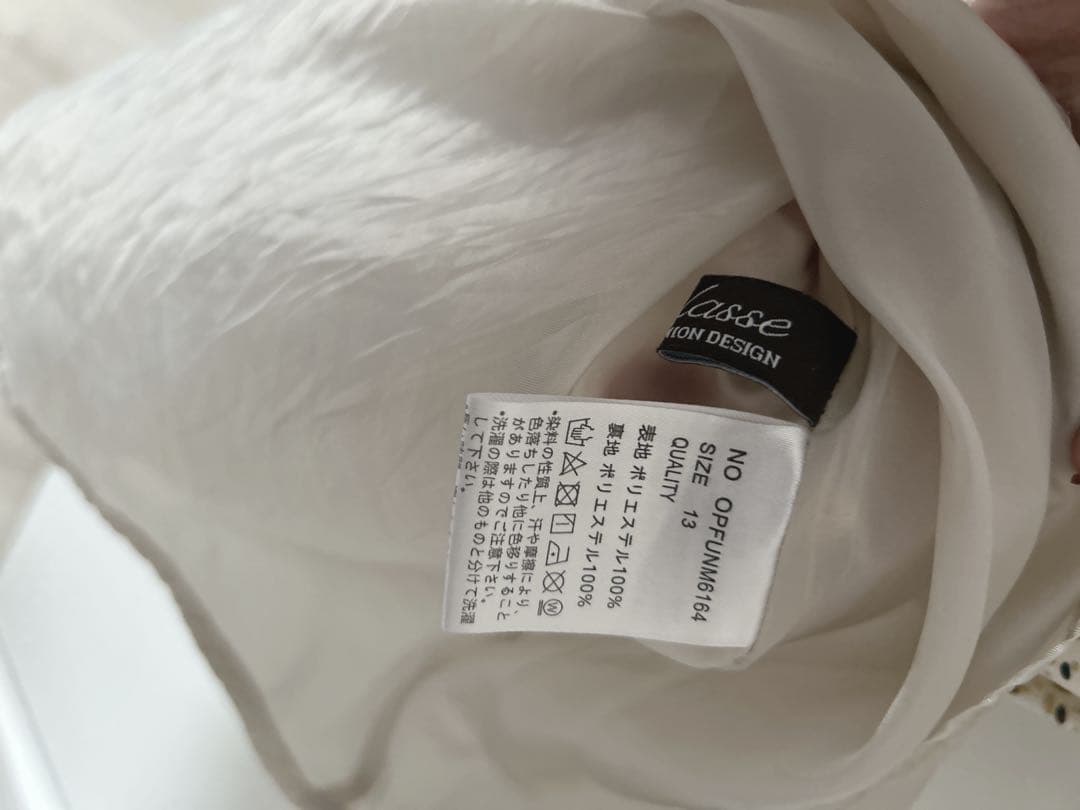 lasse
HION DESIGN
NO OPFUNM6164
SIZE 13
QUALITY
表地 ポリエステル100%
裏地 ポリエステル100%
•染料の性質上、汗や摩擦により、
色落ちしたり他に色移りすること
がありますのでご注意下さい。
•洗濯の際は他のものと分けて洗濯
して下さい。